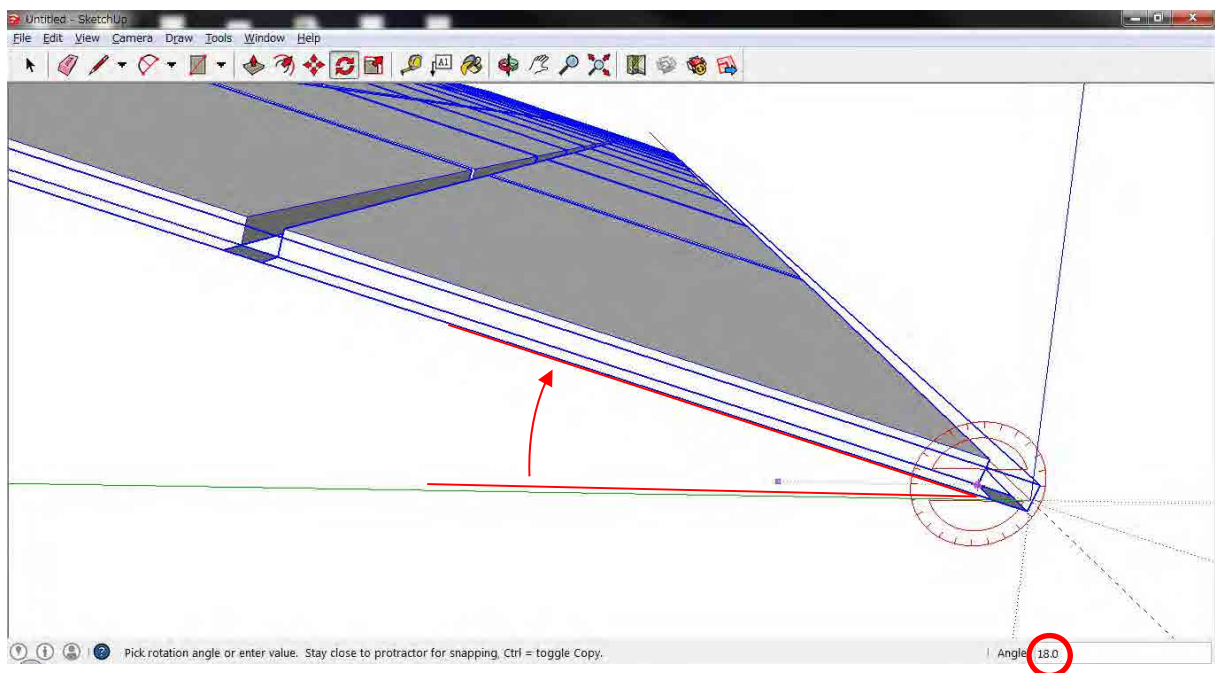 Untitled - SketchUp
File Edit View Camera Draw Tools Window Help
A1
Pick rotation angle or enter value. Stay close to protractor for snapping, Ctrl = toggle Copy.
Angle 18.0